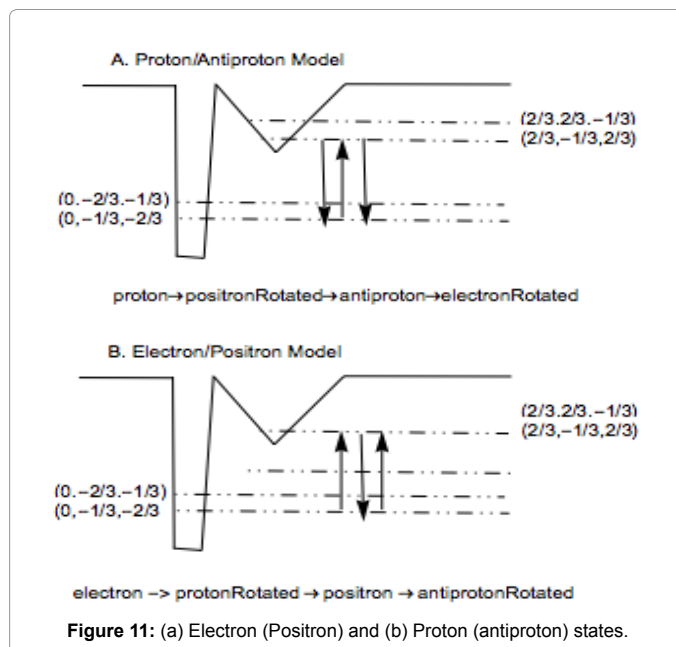 A. Proton/Antiproton Model
(2/3.2/3.-1/3)
(2/3,-1/3,2/3)
(0.-2/3.-1/3)
(0,-1/3,-2/3
proton→positronRotated→antiproton→electronRotated
B. Electron/Positron Model
(2/3.2/3.-1/3)
(2/3,-1/3,2/3)
(0.-2/3.-1/3)
(0,-1/3,-2/3
electron -> protonRotated → positron → antiprotonRotated
Figure 11: (a) Electron (Positron) and (b) Proton (antiproton) states.